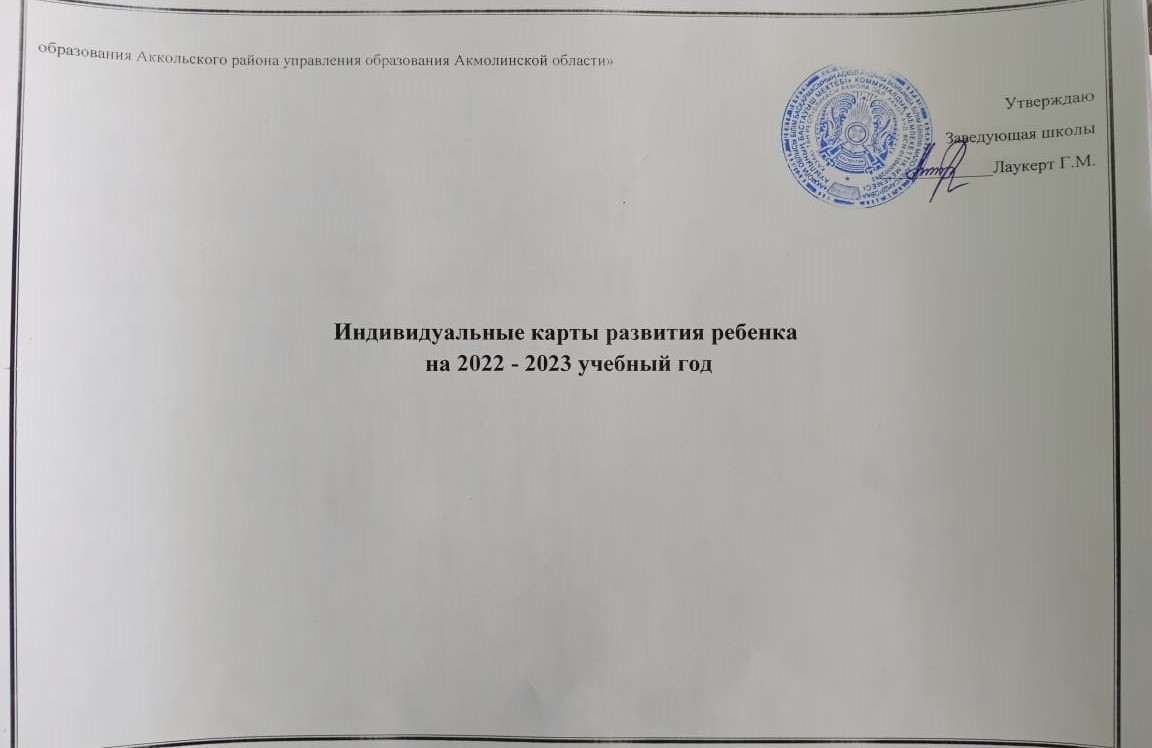 образования Аккольского района управления образования Акмолинской области»
Утверждаю
Заведующая школы
Лаукерт Г.М.
Индивидуальные карты развития ребенка
на 2022 - 2023 учебный год